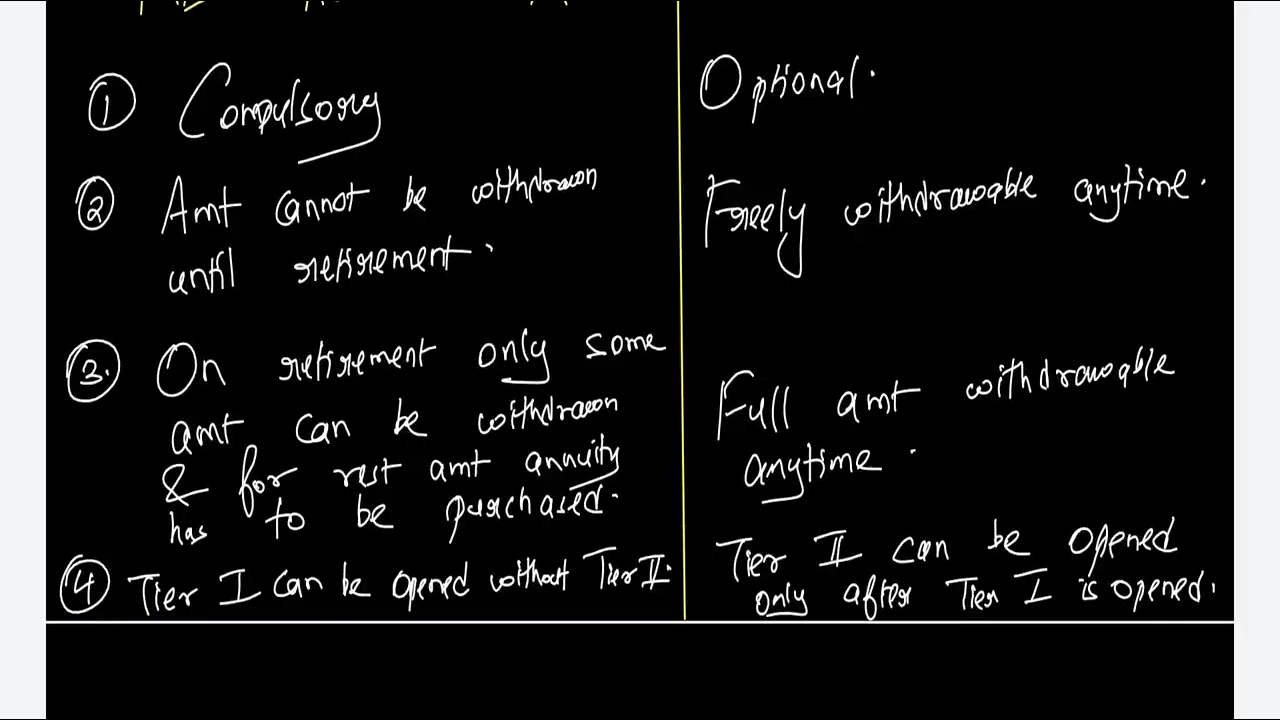 ① Compulsory
Optional.
② Amt cannot be withdrawn
until retirement.
Freely withdrawable anytime.
③. On retirement only some
amt can be withdrawn
& for rest amt annuity
has to be purchased.
Full amt withdrawable
anytime.
④ Tier I can be opened without Tier II.
Tier II can be opened
only after Tier I is opened.